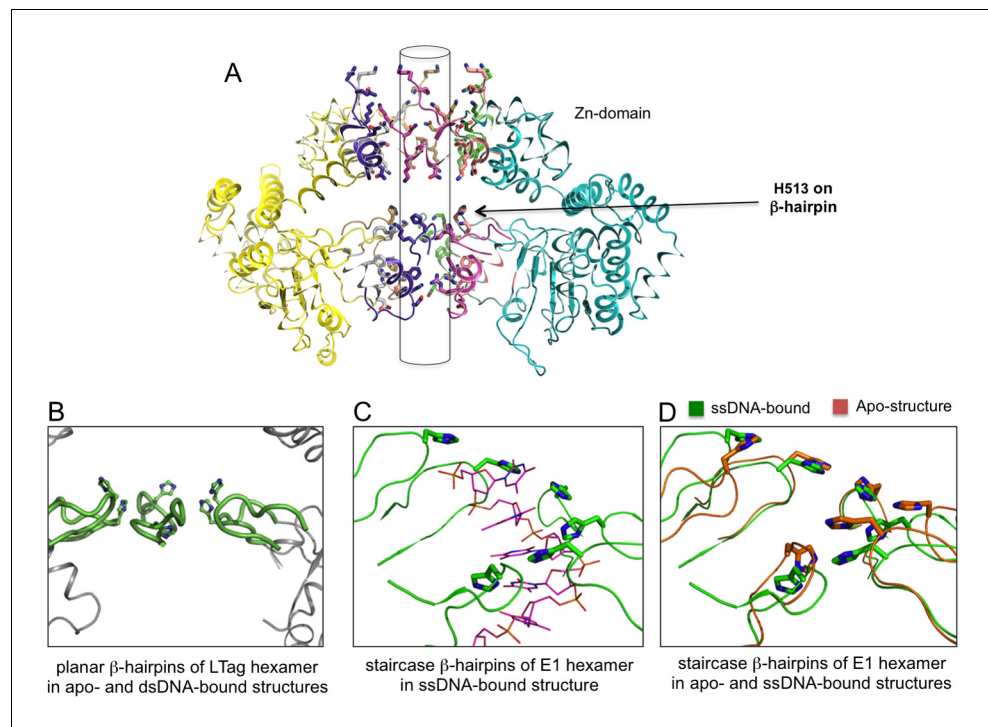 A
Zn-domain
H513 on
β-hairpin
B
C
D
ssDNA-bound
Apo-structure
planar β-hairpins of LTag hexamer
in apo- and dsDNA-bound structures
staircase β-hairpins of E1 hexamer
in ssDNA-bound structure
staircase β-hairpins of E1 hexamer
in apo- and ssDNA-bound structures